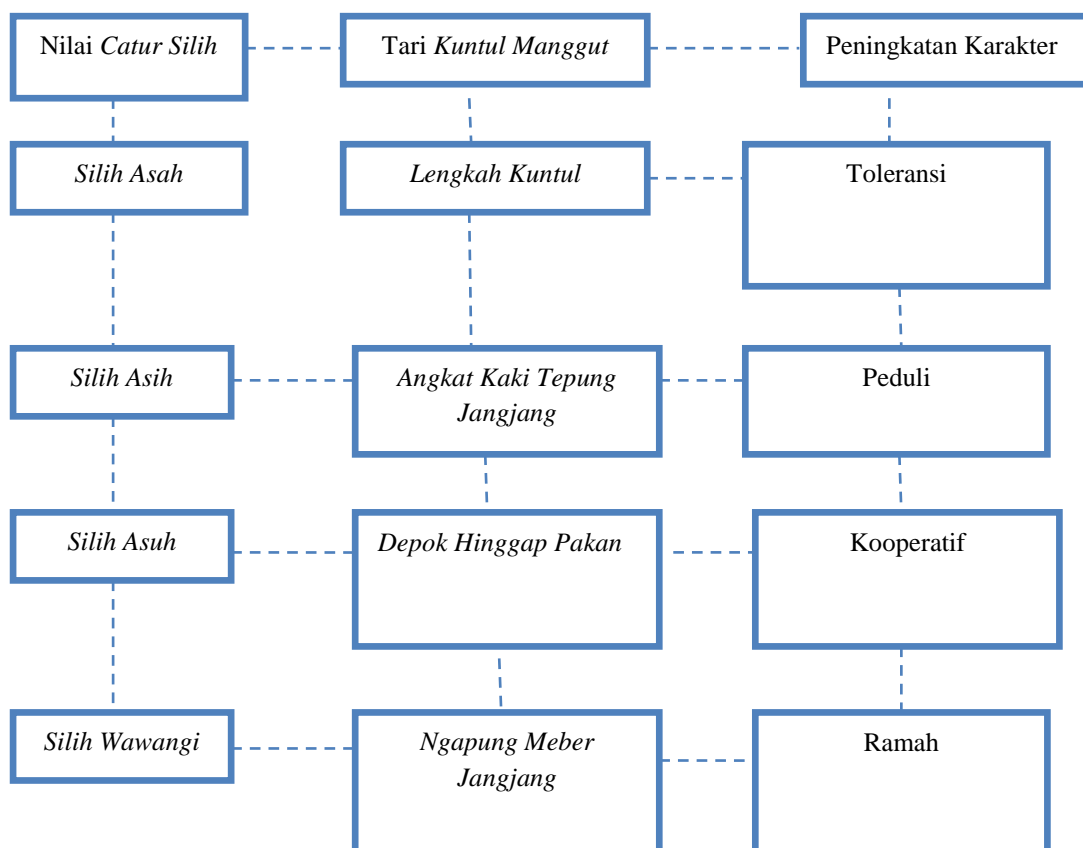 Nilai Catur Silih
Tari Kuntul Manggut
Peningkatan Karakter
Silih Asah
Lengkah Kuntul
Toleransi
Silih Asih
Angkat Kaki Tepung
Jangjang
Peduli
Silih Asuh
Depok Hinggap Pakan
Kooperatif
Silih Wawangi
Ngapung Meber
Jangjang
Ramah